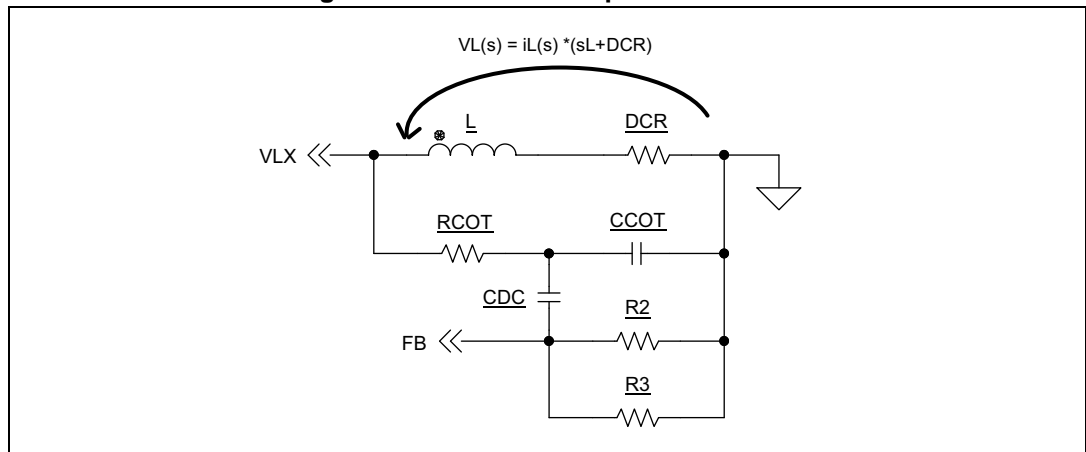 VL(s) = iL(s) *(sL+DCR)
L
DCR
VLX
RCOT
CCOT
CDC
R2
FB
R3